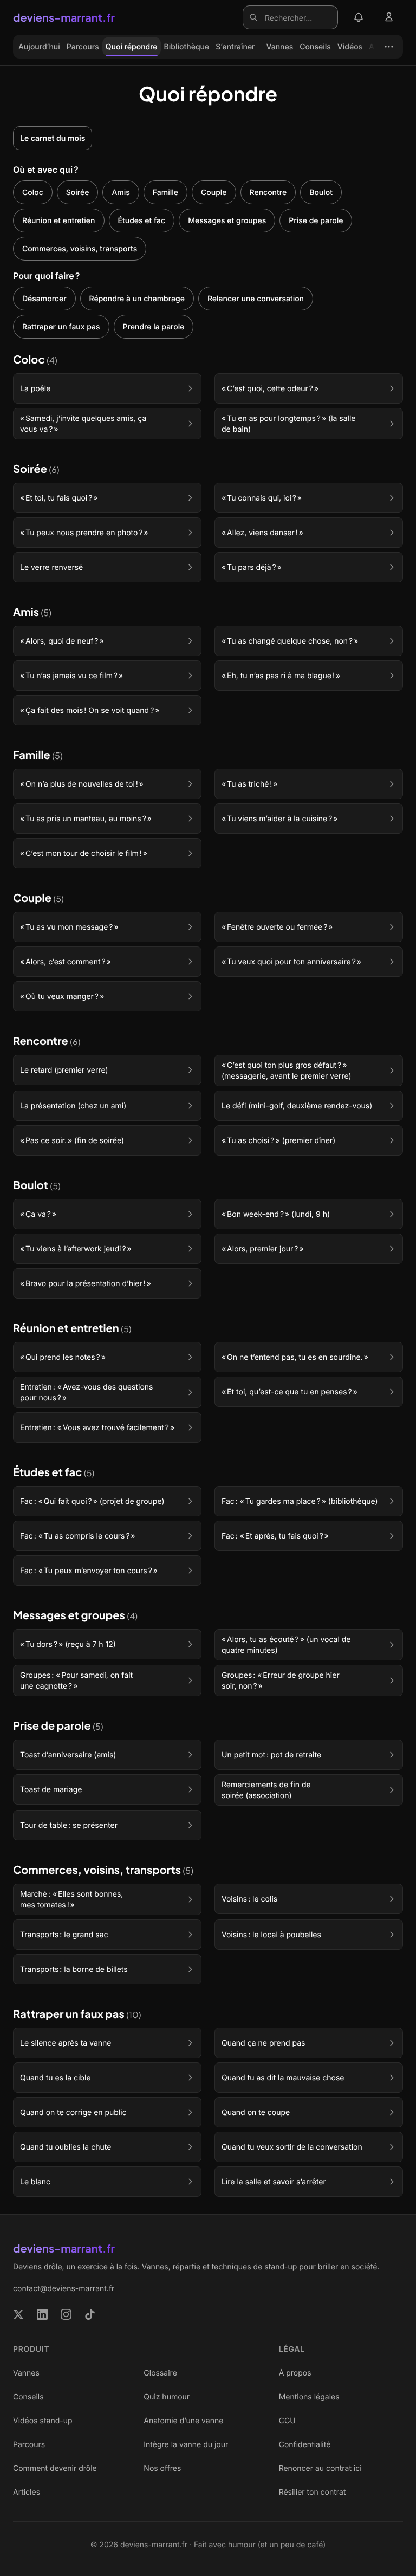 deviens-marrant.fr
Rechercher...
Aujourd'hui Parcours Quoi répondre Bibliothèque S'entraîner Vannes Conseils Vidéos
Quoi répondre
Le carnet du mois
Où et avec qui ?
Coloc Soirée Amis Famille Couple Rencontre Boulot
Réunion et entretien Études et fac Messages et groupes Prise de parole
Commerces, voisins, transports
Pour quoi faire ?
Désamorcer Répondre à un chambrage Relancer une conversation
Rattraper un faux pas Prendre la parole
Coloc (4)
La poêle
« C'est quoi, cette odeur ? »
« Samedi, j'invite quelques amis, ça
vous va ? »
« Tu en as pour longtemps ? » (la salle
de bain)
Soirée (6)
« Et toi, tu fais quoi ? »
« Tu connais qui, ici ? »
« Tu peux nous prendre en photo ? »
« Allez, viens danser ! »
Le verre renversé
« Tu pars déjà ? »
Amis (5)
« Alors, quoi de neuf ? »
« Tu as changé quelque chose, non ? »
« Tu n'as jamais vu ce film ? »
« Eh, tu n'as pas ri à ma blague ! »
« Ça fait des mois ! On se voit quand ? »
Famille (5)
« On n'a plus de nouvelles de toi ! »
« Tu as triché ! »
« Tu as pris un manteau, au moins ? »
« Tu viens m'aider à la cuisine ? »
« C'est mon tour de choisir le film ! »
Couple (5)
« Tu as vu mon message ? »
« Fenêtre ouverte ou fermée ? »
« Alors, c'est comment ? »
« Tu veux quoi pour ton anniversaire ? »
« Où tu veux manger ? »
Rencontre (6)
Le retard (premier verre)
« C'est quoi ton plus gros défaut ? »
(messagerie, avant le premier verre)
La présentation (chez un ami)
Le défi (mini-golf, deuxième rendez-vous)
« Pas ce soir. » (fin de soirée)
« Tu as choisi ? » (premier dîner)
Boulot (5)
« Ça va ? »
« Bon week-end ? » (lundi, 9 h)
« Tu viens à l'afterwork jeudi ? »
« Alors, premier jour ? »
« Bravo pour la présentation d'hier ! »
Réunion et entretien (5)
« Qui prend les notes ? »
« On ne t'entend pas, tu es en sourdine. »
Entretien : « Avez-vous des questions
pour nous ? »
« Et toi, qu'est-ce que tu en penses ? »
Entretien : « Vous avez trouvé facilement ? »
Études et fac (5)
Fac : « Qui fait quoi ? » (projet de groupe)
Fac : « Tu gardes ma place ? » (bibliothèque)
Fac : « Tu as compris le cours ? »
Fac : « Et après, tu fais quoi ? »
Fac : « Tu peux m'envoyer ton cours ? »
Messages et groupes (4)
« Tu dors ? » (reçu à 7 h 12)
« Alors, tu as écouté ? » (un vocal de
quatre minutes)
Groupes : « Pour samedi, on fait
une cagnotte ? »
Groupes : « Erreur de groupe hier
soir, non ? »
Prise de parole (5)
Toast d'anniversaire (amis)
Un petit mot : pot de retraite
Toast de mariage
Remerciements de fin de
soirée (association)
Tour de table : se présenter
Commerces, voisins, transports (5)
Marché : « Elles sont bonnes,
mes tomates ! »
Voisins : le colis
Transports : le grand sac
Voisins : le local à poubelles
Transports : la borne de billets
Rattraper un faux pas (10)
Le silence après ta vanne
Quand ça ne prend pas
Quand tu es la cible
Quand tu as dit la mauvaise chose
Quand on te corrige en public
Quand on te coupe
Quand tu oublies la chute
Quand tu veux sortir de la conversation
Le blanc
Lire la salle et savoir s'arrêter
deviens-marrant.fr
Deviens drôle, un exercice à la fois. Vannes, répartie et techniques de stand-up pour briller en société.
contact@deviens-marrant.fr
PRODUIT
LÉGAL
Vannes
Glossaire
À propos
Conseils
Quiz humour
Mentions légales
Vidéos stand-up
Anatomie d'une vanne
CGU
Parcours
Intègre la vanne du jour
Confidentialité
Comment devenir drôle
Nos offres
Renoncer au contrat ici
Articles
Résilier ton contrat
© 2026 deviens-marrant.fr · Fait avec humour (et un peu de café)